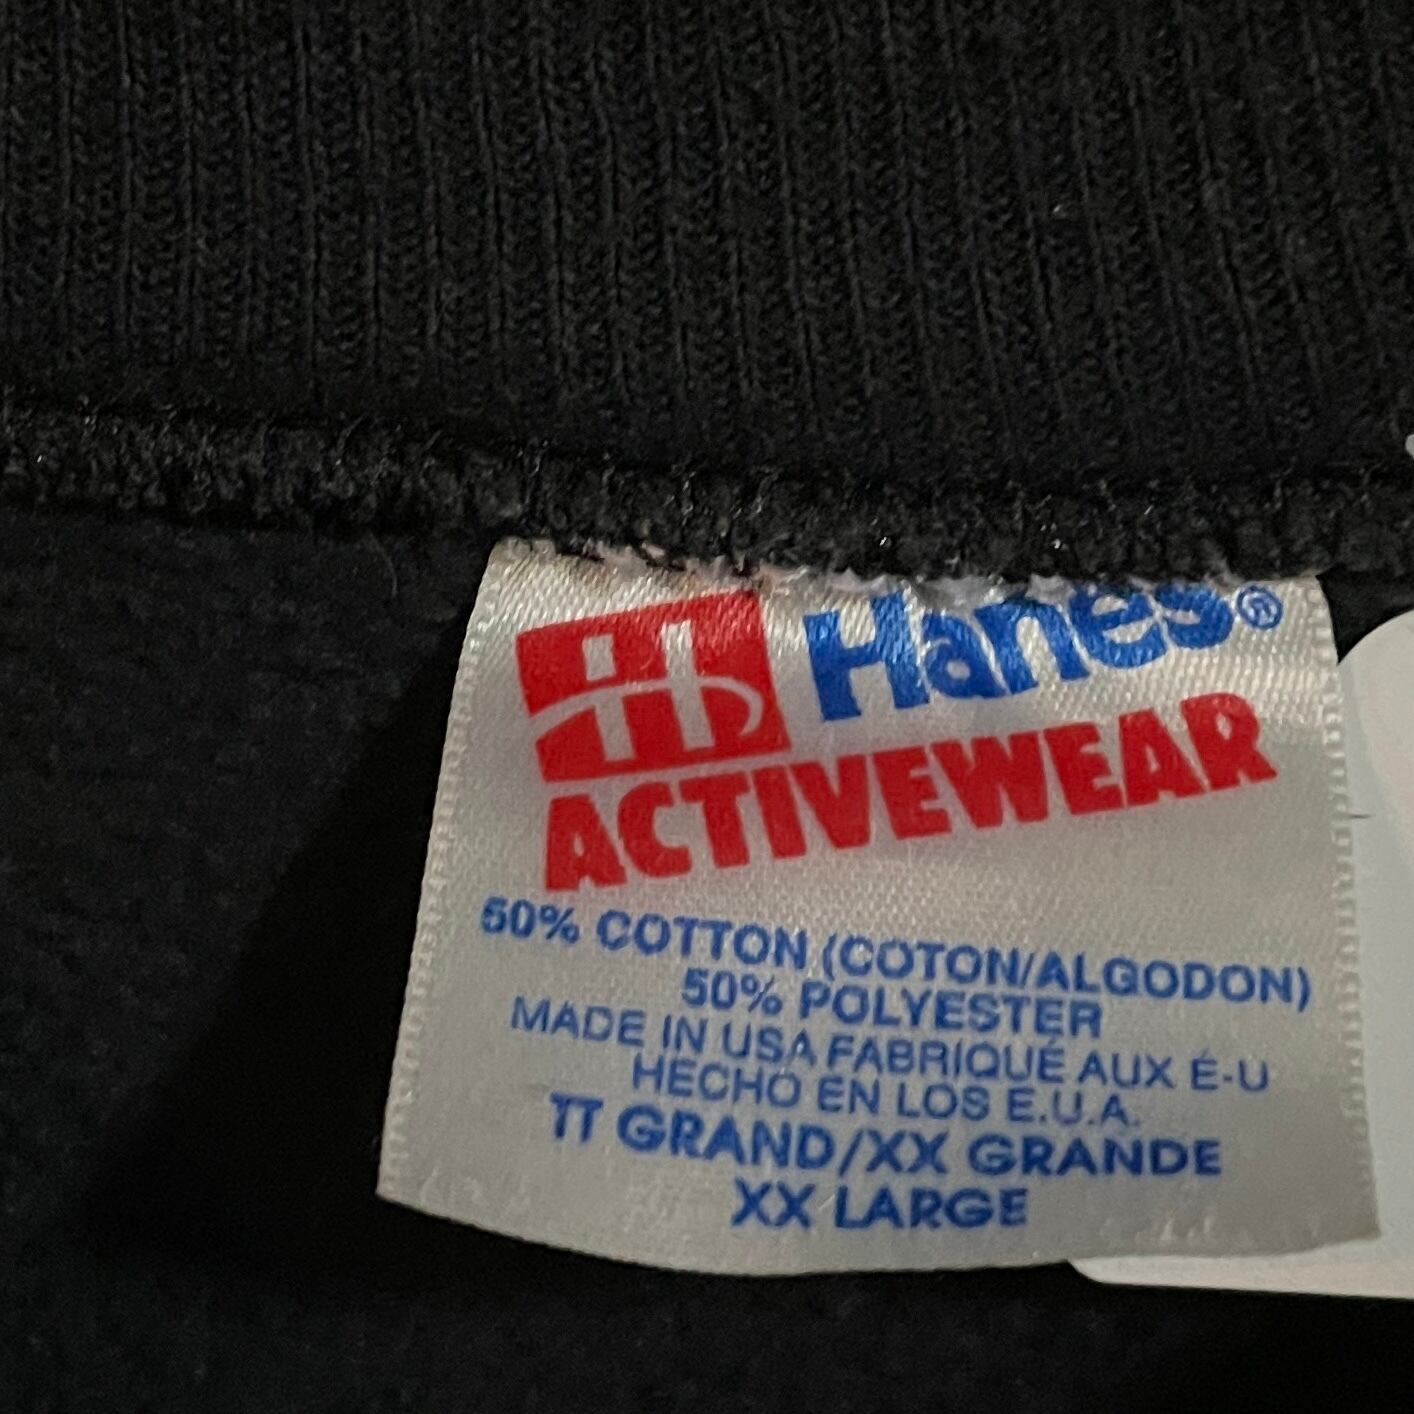 Hanes®
ACTIVEWEAR
50% COTTON (COTON/ALGODON)
50% POLYESTER
MADE IN USA FABRIQUÉ AUX É-U
HECHO EN LOS E.U.A.
TT GRAND/XX GRANDE
XX LARGE